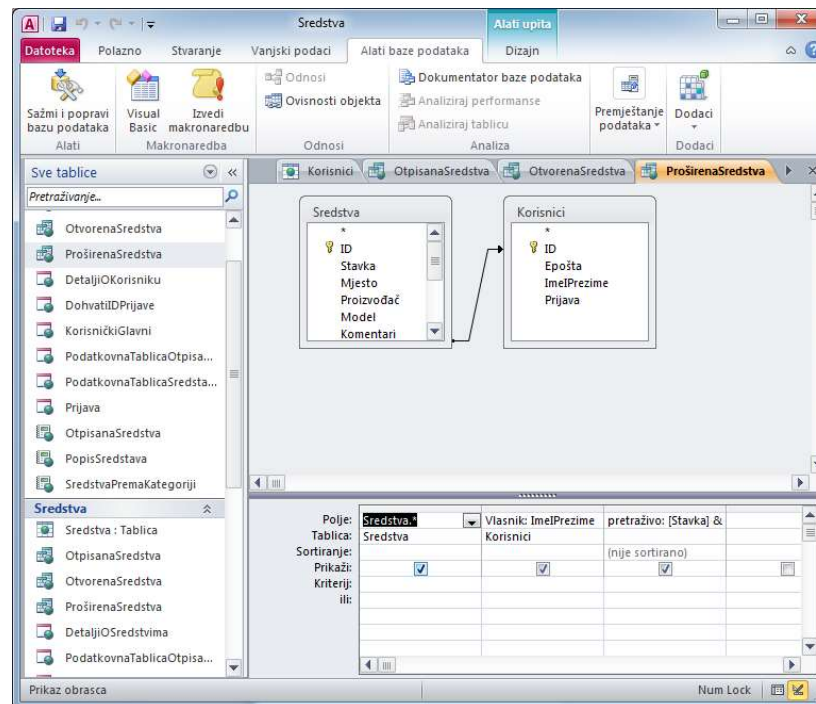 Sredstva
Alati upita
Datoteka Polazno Stvaranje Vanjski podaci Alati baze podataka Dizajn
Sažmi i popravi bazu podataka
Alati
Visual Basic
Izvedi makronaredbu
Makronaredba
Odnosi
Ovisnosti objekta
Odnosi
Dokumentator baze podataka
Analiziraj performanse
Analiziraj tablicu
Analiza
Premještanje podataka
Dodaci
Dodaci
Sve tablice
Pretraživanje...
OtvorenaSredstva
ProširenaSredstva
DetaljiOKorisniku
DohvatiIDPrijave
KorisničkiGlavni
PodatkovnaTablicaOtpisa...
PodatkovnaTablicaSredsta...
Prijava
OtpisanaSredstva
PopisSredstava
SredstvaPremaKategoriji
Sredstva
Sredstva : Tablica
OtpisanaSredstva
OtvorenaSredstva
ProširenaSredstva
DetaljiOSredstvima
PodatkovnaTablicaOtpisa...
Korisnici OtpisanaSredstva OtvorenaSredstva ProširenaSredstva
Sredstva
*
ID
Stavka
Mjesto
Proizvođač
Model
Komentari
Korisnici
*
ID
Epošta
ImeIPrezime
Prijava
Polje: Sredstva.* Vlasnik: ImeIPrezime pretraživo: [Stavka] &
Tablica: Sredstva Korisnici
Sortiranje: (nije sortirano)
Prikaži:
Kriterij:
ili:
Prikaz obrasca Num Lock